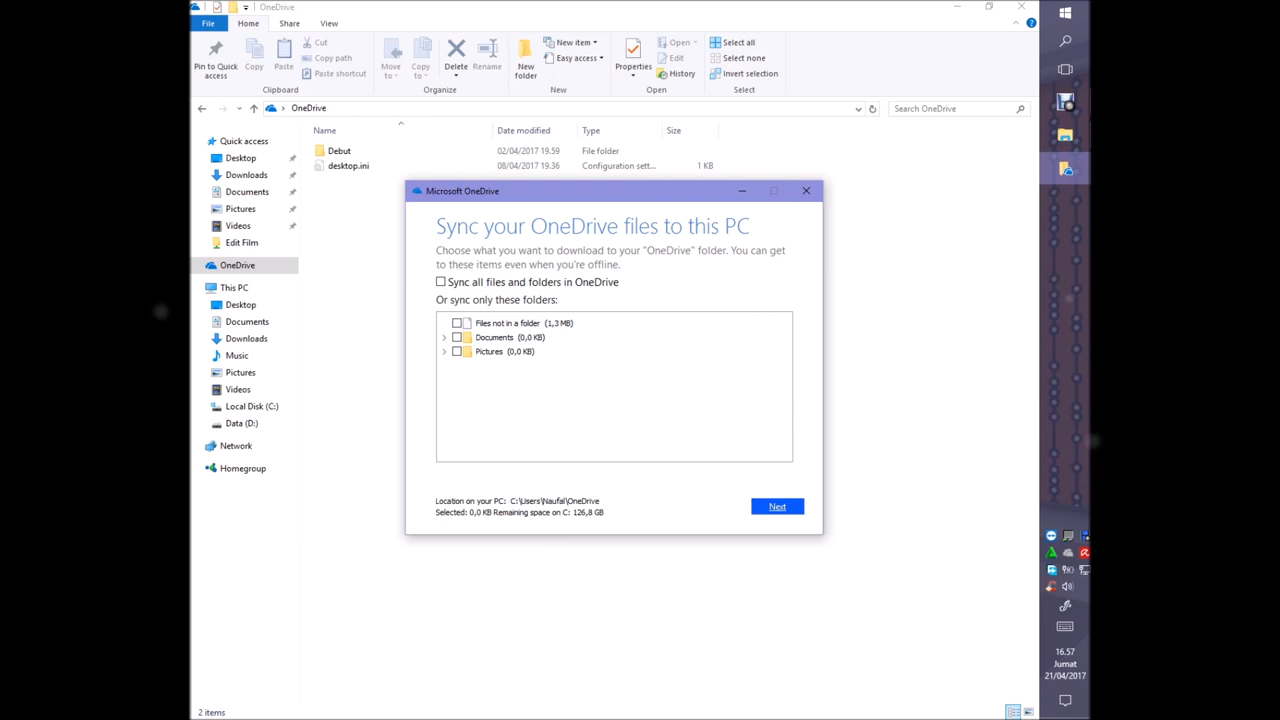 OneDrive
File Home Share View
Pin to Quick access
Copy
Paste
Cut
Copy path
Paste shortcut
Clipboard
Move to
Copy to
Delete
Rename
Organize
New folder
New item
Easy access
New
Properties
Open
Edit
History
Open
Select all
Select none
Invert selection
Select
OneDrive
Search OneDrive
Name Date modified Type Size
Debut 02/04/2017 19.59 File folder
desktop.ini 08/04/2017 19.36 Configuration sett... 1 KB
Quick access
Desktop
Downloads
Documents
Pictures
Videos
Edit Film
OneDrive
This PC
Desktop
Documents
Downloads
Music
Pictures
Videos
Local Disk (C:)
Data (D:)
Network
Homegroup
Microsoft OneDrive
Sync your OneDrive files to this PC
Choose what you want to download to your "OneDrive" folder. You can get
to these items even when you're offline.
Sync all files and folders in OneDrive
Or sync only these folders:
Files not in a folder (1,3 MB)
Documents (0,0 KB)
Pictures (0,0 KB)
Location on your PC: C:\Users\Naufal\OneDrive
Selected: 0,0 KB Remaining space on C: 126,8 GB
Next
2 items
16.57
Jumat
21/04/2017